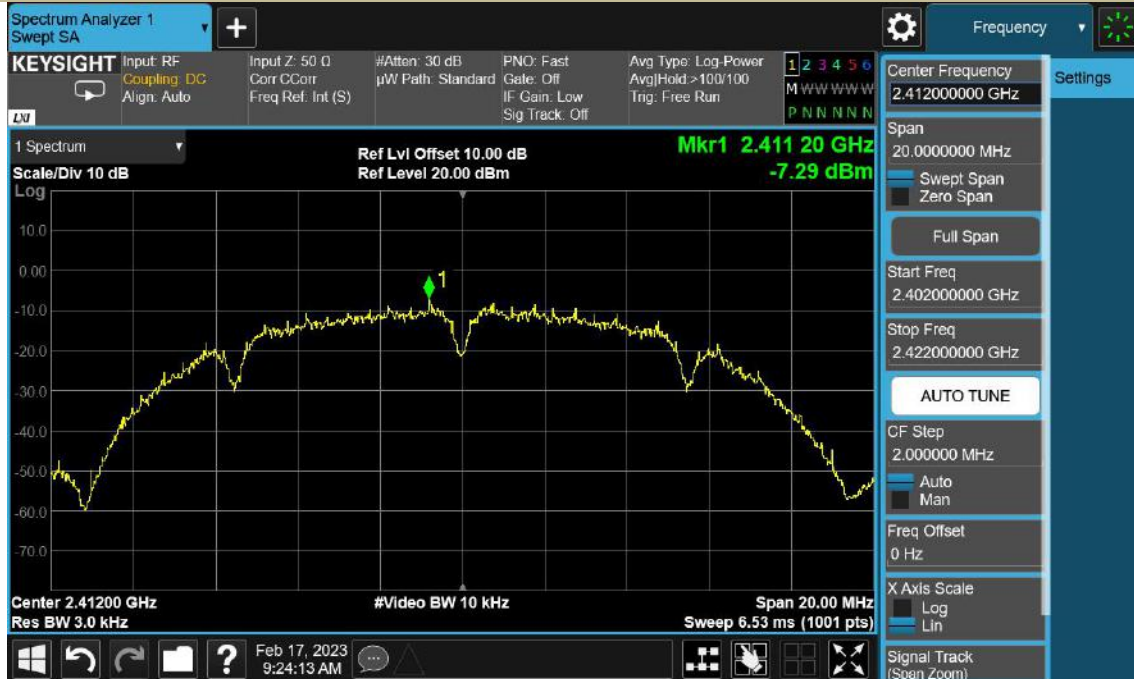 Spectrum Analyzer 1
Swept SA
+
Frequency
KEYSIGHT
LXI
Input: RF
Coupling: DC
Align: Auto
Input Z: 50 Ω
Corr CCorr
Freq Ref: Int (S)
#Atten: 30 dB
µW Path: Standard
PNO: Fast
Gate: Off
IF Gain: Low
Sig Track: Off
Avg Type: Log-Power
Avg|Hold:>100/100
Trig: Free Run
1 2 3 4 5 6
M W W W W W
P N N N N N
1 Spectrum
Scale/Div 10 dB
Ref Lvl Offset 10.00 dB
Ref Level 20.00 dBm
Mkr1 2.411 20 GHz
-7.29 dBm
Log
10.0
0.00
-10.0
-20.0
-30.0
-40.0
-50.0
-60.0
-70.0
1
Center 2.41200 GHz
Res BW 3.0 kHz
#Video BW 10 kHz
Span 20.00 MHz
Sweep 6.53 ms (1001 pts)
Center Frequency
2.412000000 GHz
Settings
Span
20.0000000 MHz
Swept Span
Zero Span
Full Span
Start Freq
2.402000000 GHz
Stop Freq
2.422000000 GHz
AUTO TUNE
CF Step
2.000000 MHz
Auto
Man
Freq Offset
0 Hz
X Axis Scale
Log
Lin
Signal Track
(Span Zoom)
?
Feb 17, 2023
9:24:13 AM